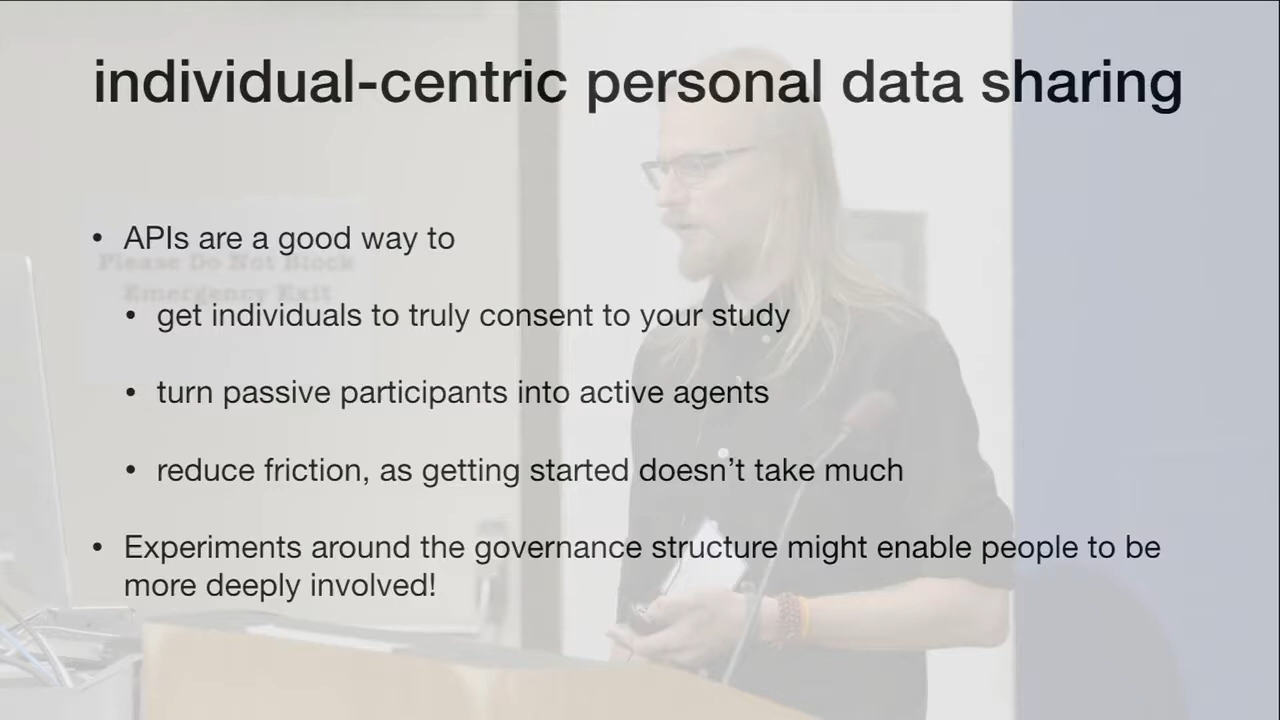 individual-centric personal data sharing
• APIs are a good way to
Please Do Not Block
Emergency Exit
• get individuals to truly consent to your study
• turn passive participants into active agents
• reduce friction, as getting started doesn’t take much
• Experiments around the governance structure might enable people to be
more deeply involved!